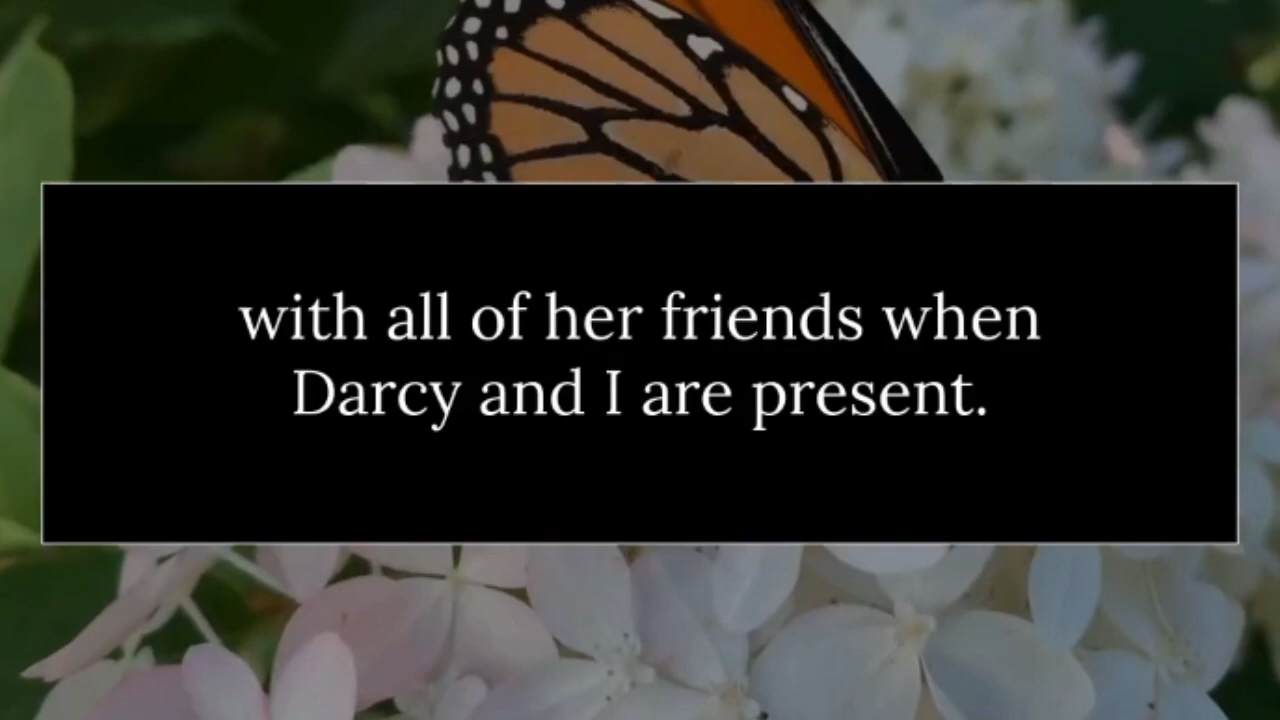 with all of her friends when
Darcy and I are present.